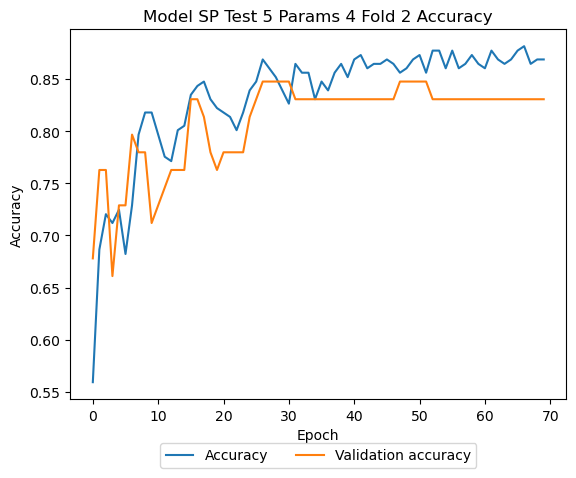 Model SP Test 5 Params 4 Fold 2 Accuracy
Accuracy
0.85
0.80
0.75
0.70
0.65
0.60
0.55
0 10 20 30 40 50 60 70
Epoch
Accuracy Validation accuracy